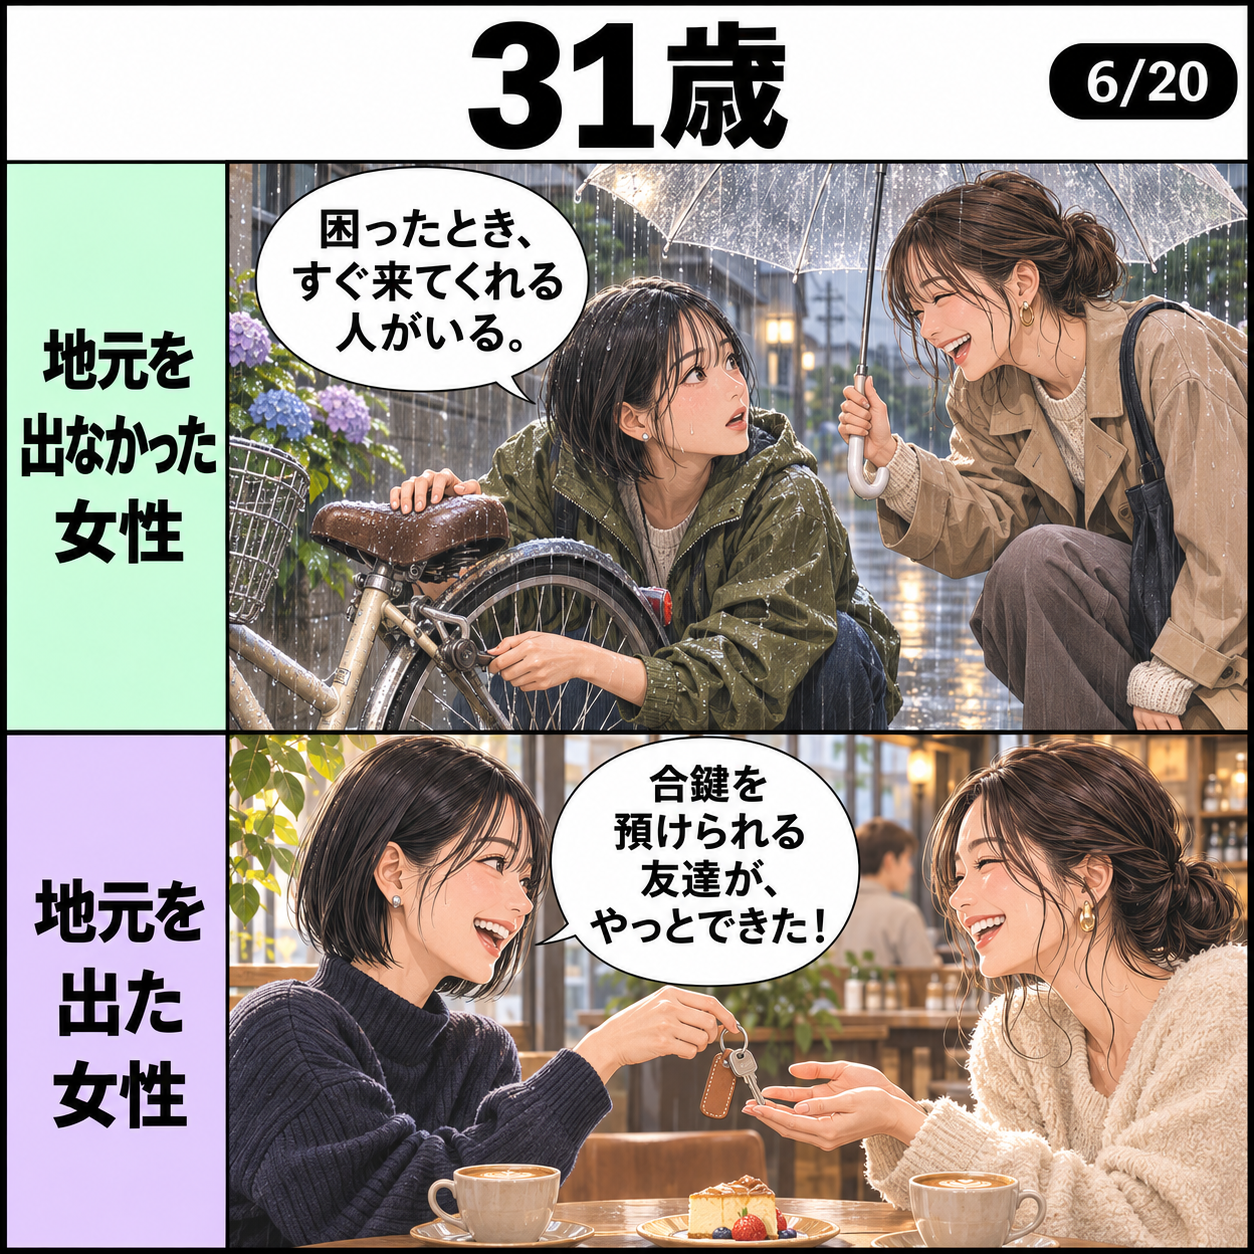 31歳
6/20
地元を
出なかった
女性
困ったとき、
すぐ来てくれる
人がいる。
地元を
出た
女性
合鍵を
預けられる
友達が、
やっとできた!